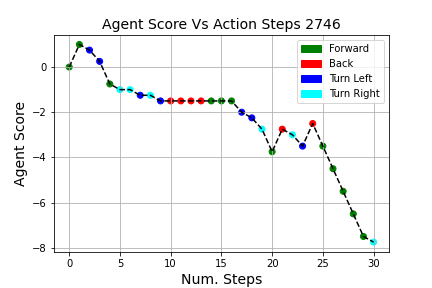 Agent Score Vs Action Steps 2746
Forward
Back
Turn Left
Turn Right
0
−2
−4
−6
−8
Agent Score
0 5 10 15 20 25 30
Num. Steps